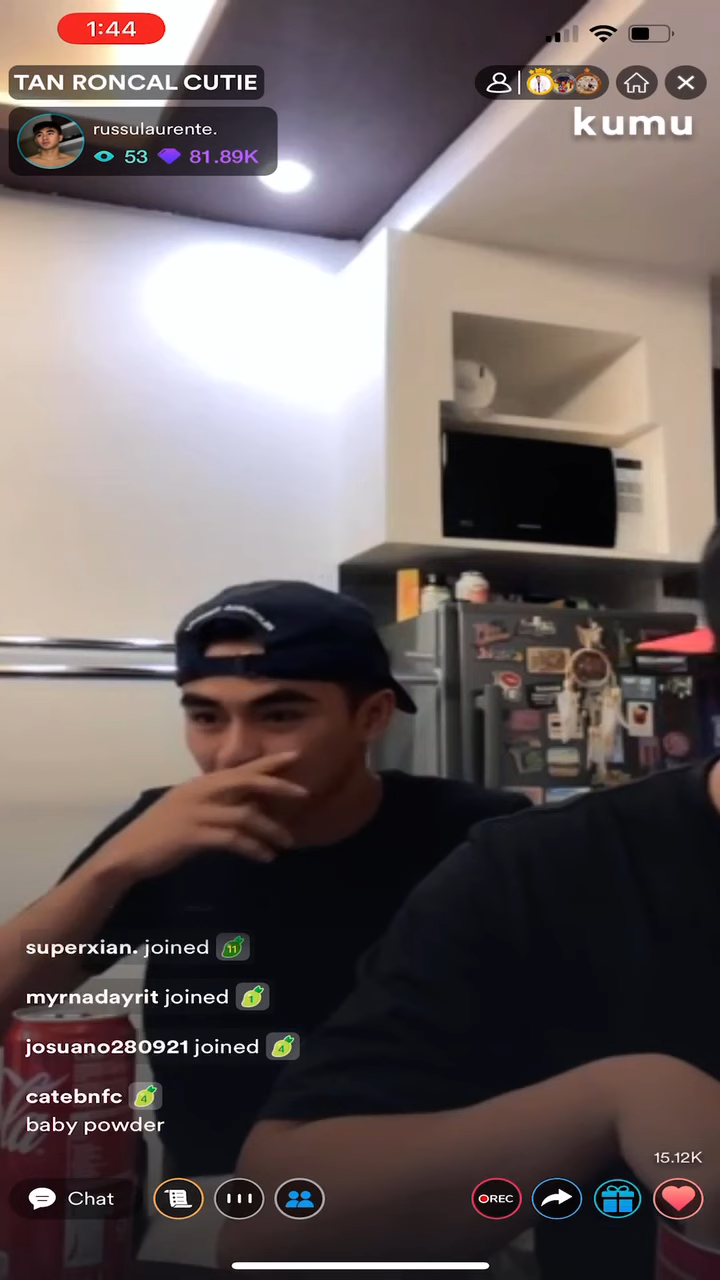 1:44
TAN RONCAL CUTIE
russulaurente.
53 81.89K
kumu
superxian. joined 11
myrnadayrit joined 1
josuano280921 joined 4
catebnfc 4
baby powder
15.12K
Chat
REC